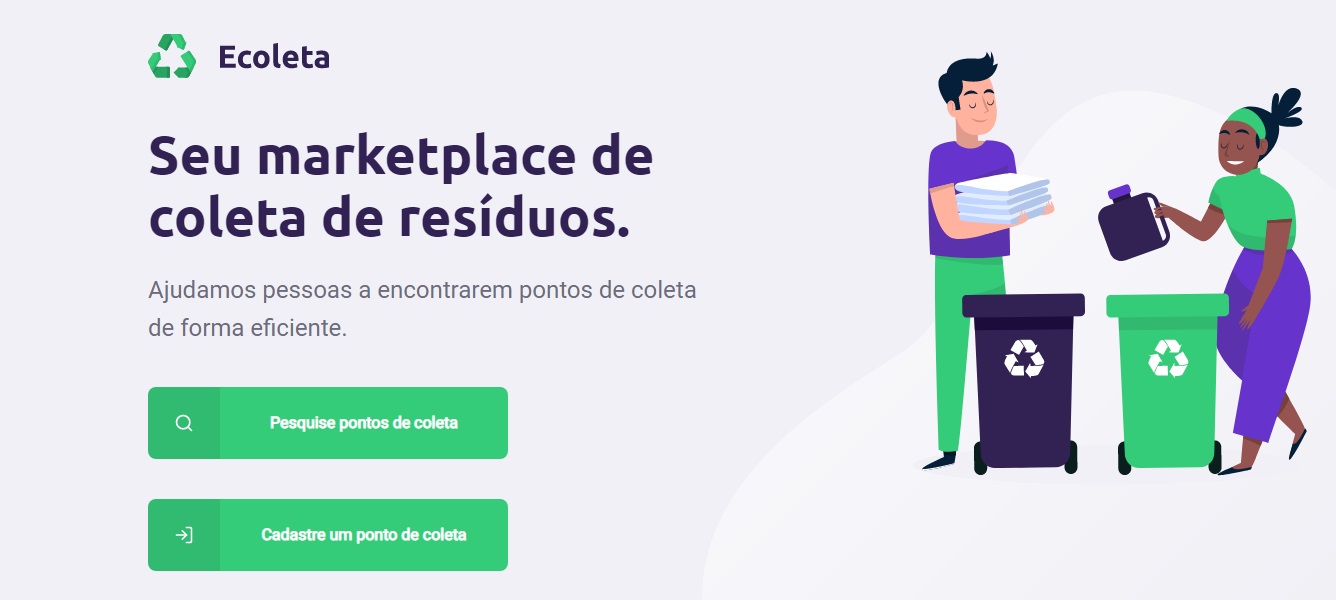 Ecoleta
Seu marketplace de
coleta de resíduos.
Ajudamos pessoas a encontrarem pontos de coleta
de forma eficiente.
Pesquise pontos de coleta
Cadastre um ponto de coleta